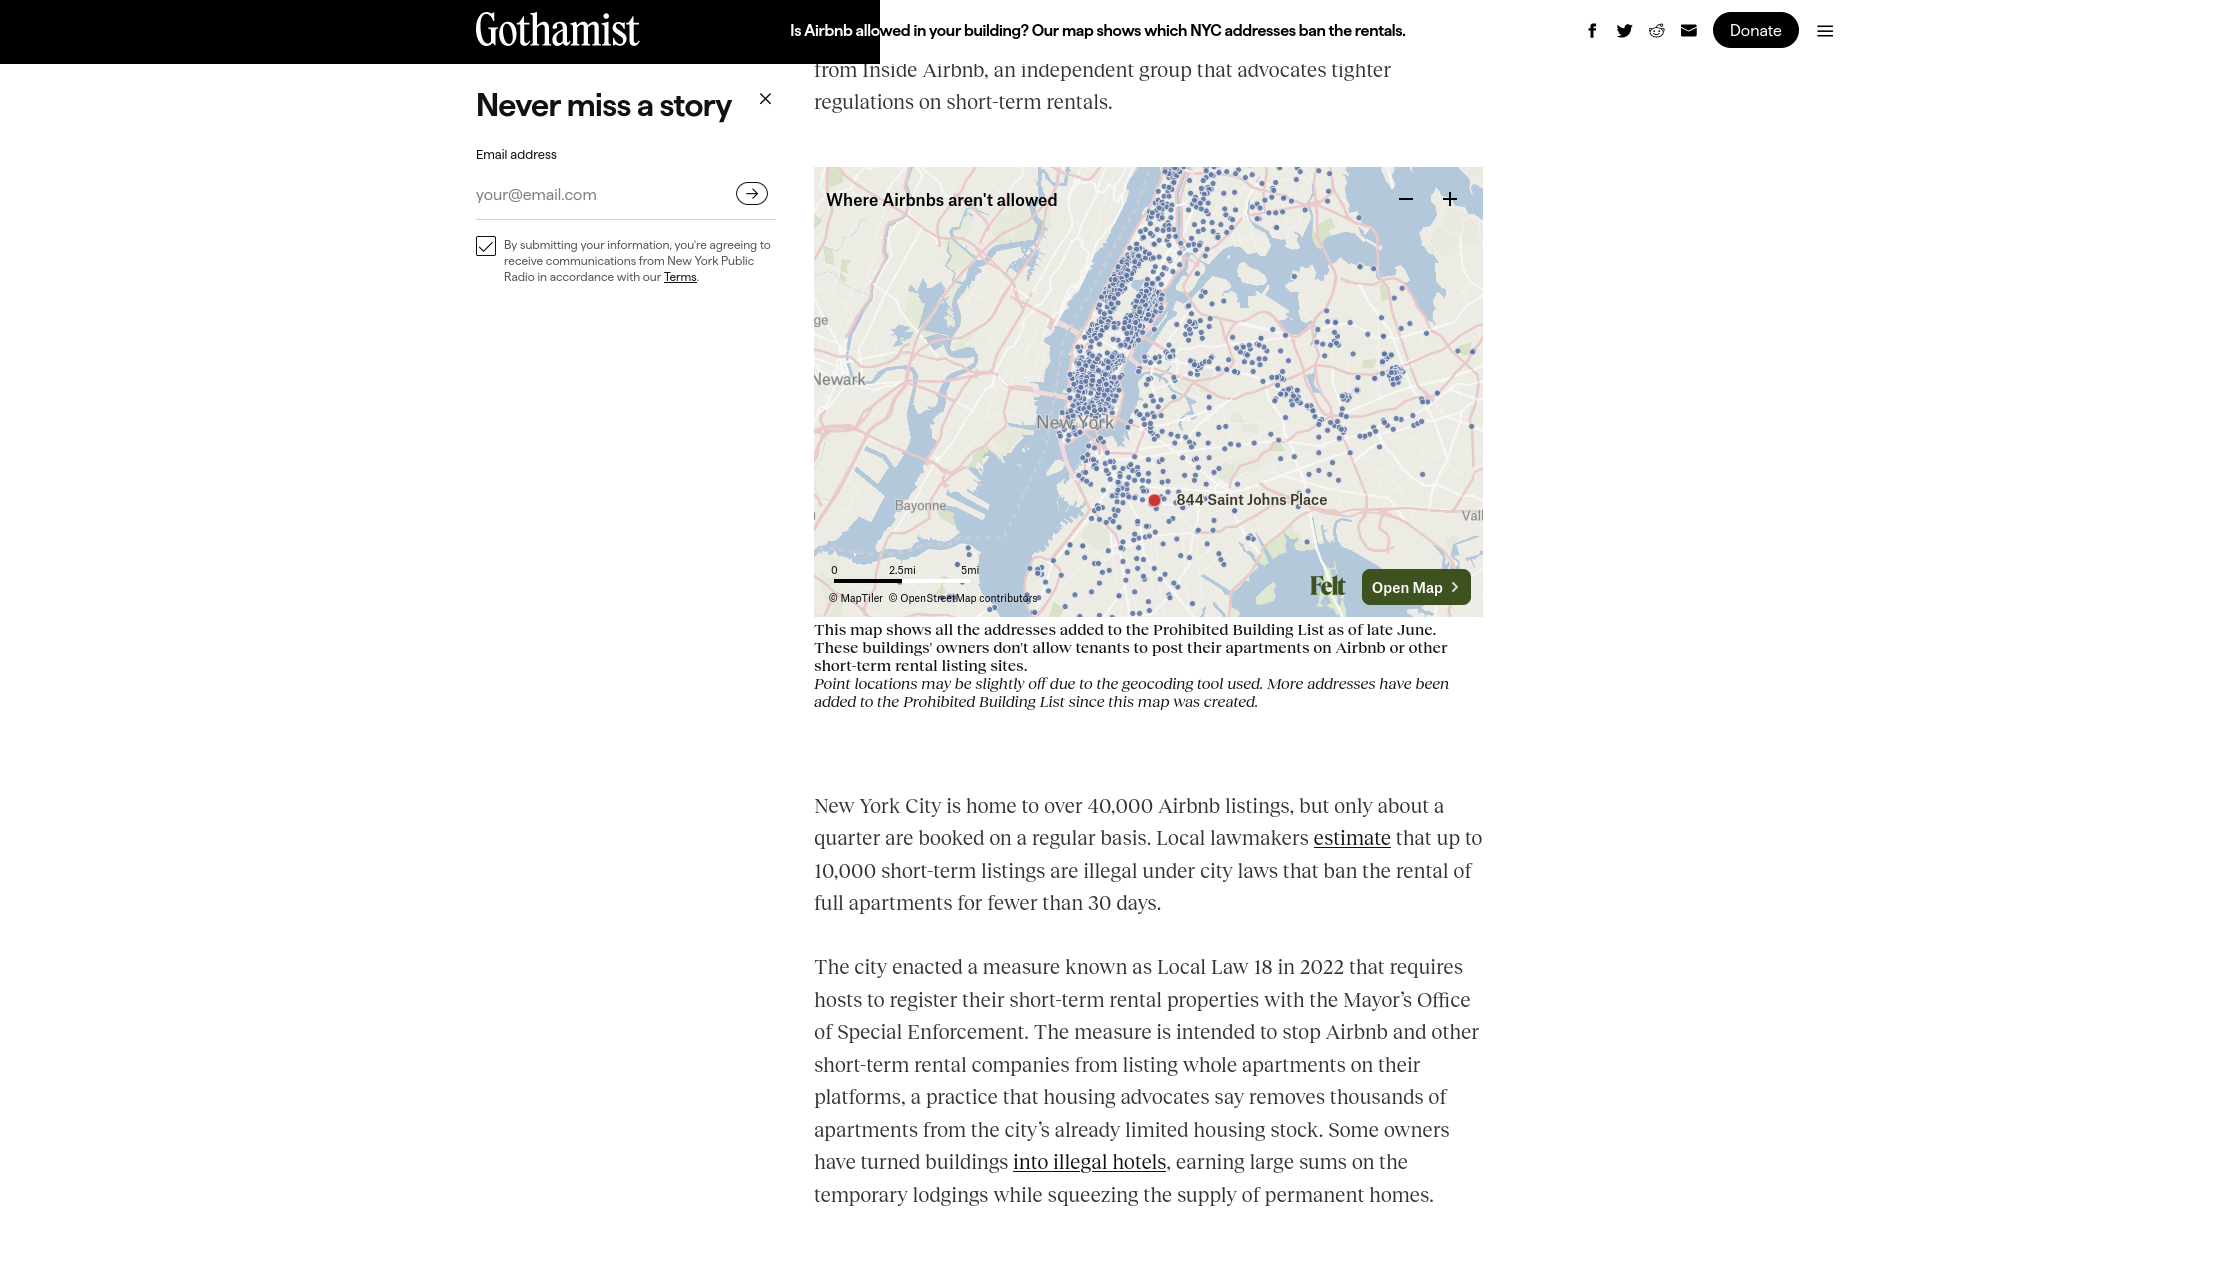 Gothamist
Is Airbnb allowed in your building? Our map shows which NYC addresses ban the rentals.
Donate
Never miss a story
Email address
your@email.com
By submitting your information, you're agreeing to
receive communications from New York Public
Radio in accordance with our Terms.
from Inside Airbnb, an independent group that advocates tighter
regulations on short-term rentals.
Where Airbnbs aren't allowed
ge
Newark
New York
844 Saint Johns Place
Bayonne
Vall
0 2.5mi 5mi
© MapTiler © OpenStreetMap contributors
Felt
Open Map
This map shows all the addresses added to the Prohibited Building List as of late June.
These buildings' owners don't allow tenants to post their apartments on Airbnb or other
short-term rental listing sites.
Point locations may be slightly off due to the geocoding tool used. More addresses have been
added to the Prohibited Building List since this map was created.
New York City is home to over 40,000 Airbnb listings, but only about a
quarter are booked on a regular basis. Local lawmakers estimate that up to
10,000 short-term listings are illegal under city laws that ban the rental of
full apartments for fewer than 30 days.
The city enacted a measure known as Local Law 18 in 2022 that requires
hosts to register their short-term rental properties with the Mayor’s Office
of Special Enforcement. The measure is intended to stop Airbnb and other
short-term rental companies from listing whole apartments on their
platforms, a practice that housing advocates say removes thousands of
apartments from the city’s already limited housing stock. Some owners
have turned buildings into illegal hotels, earning large sums on the
temporary lodgings while squeezing the supply of permanent homes.